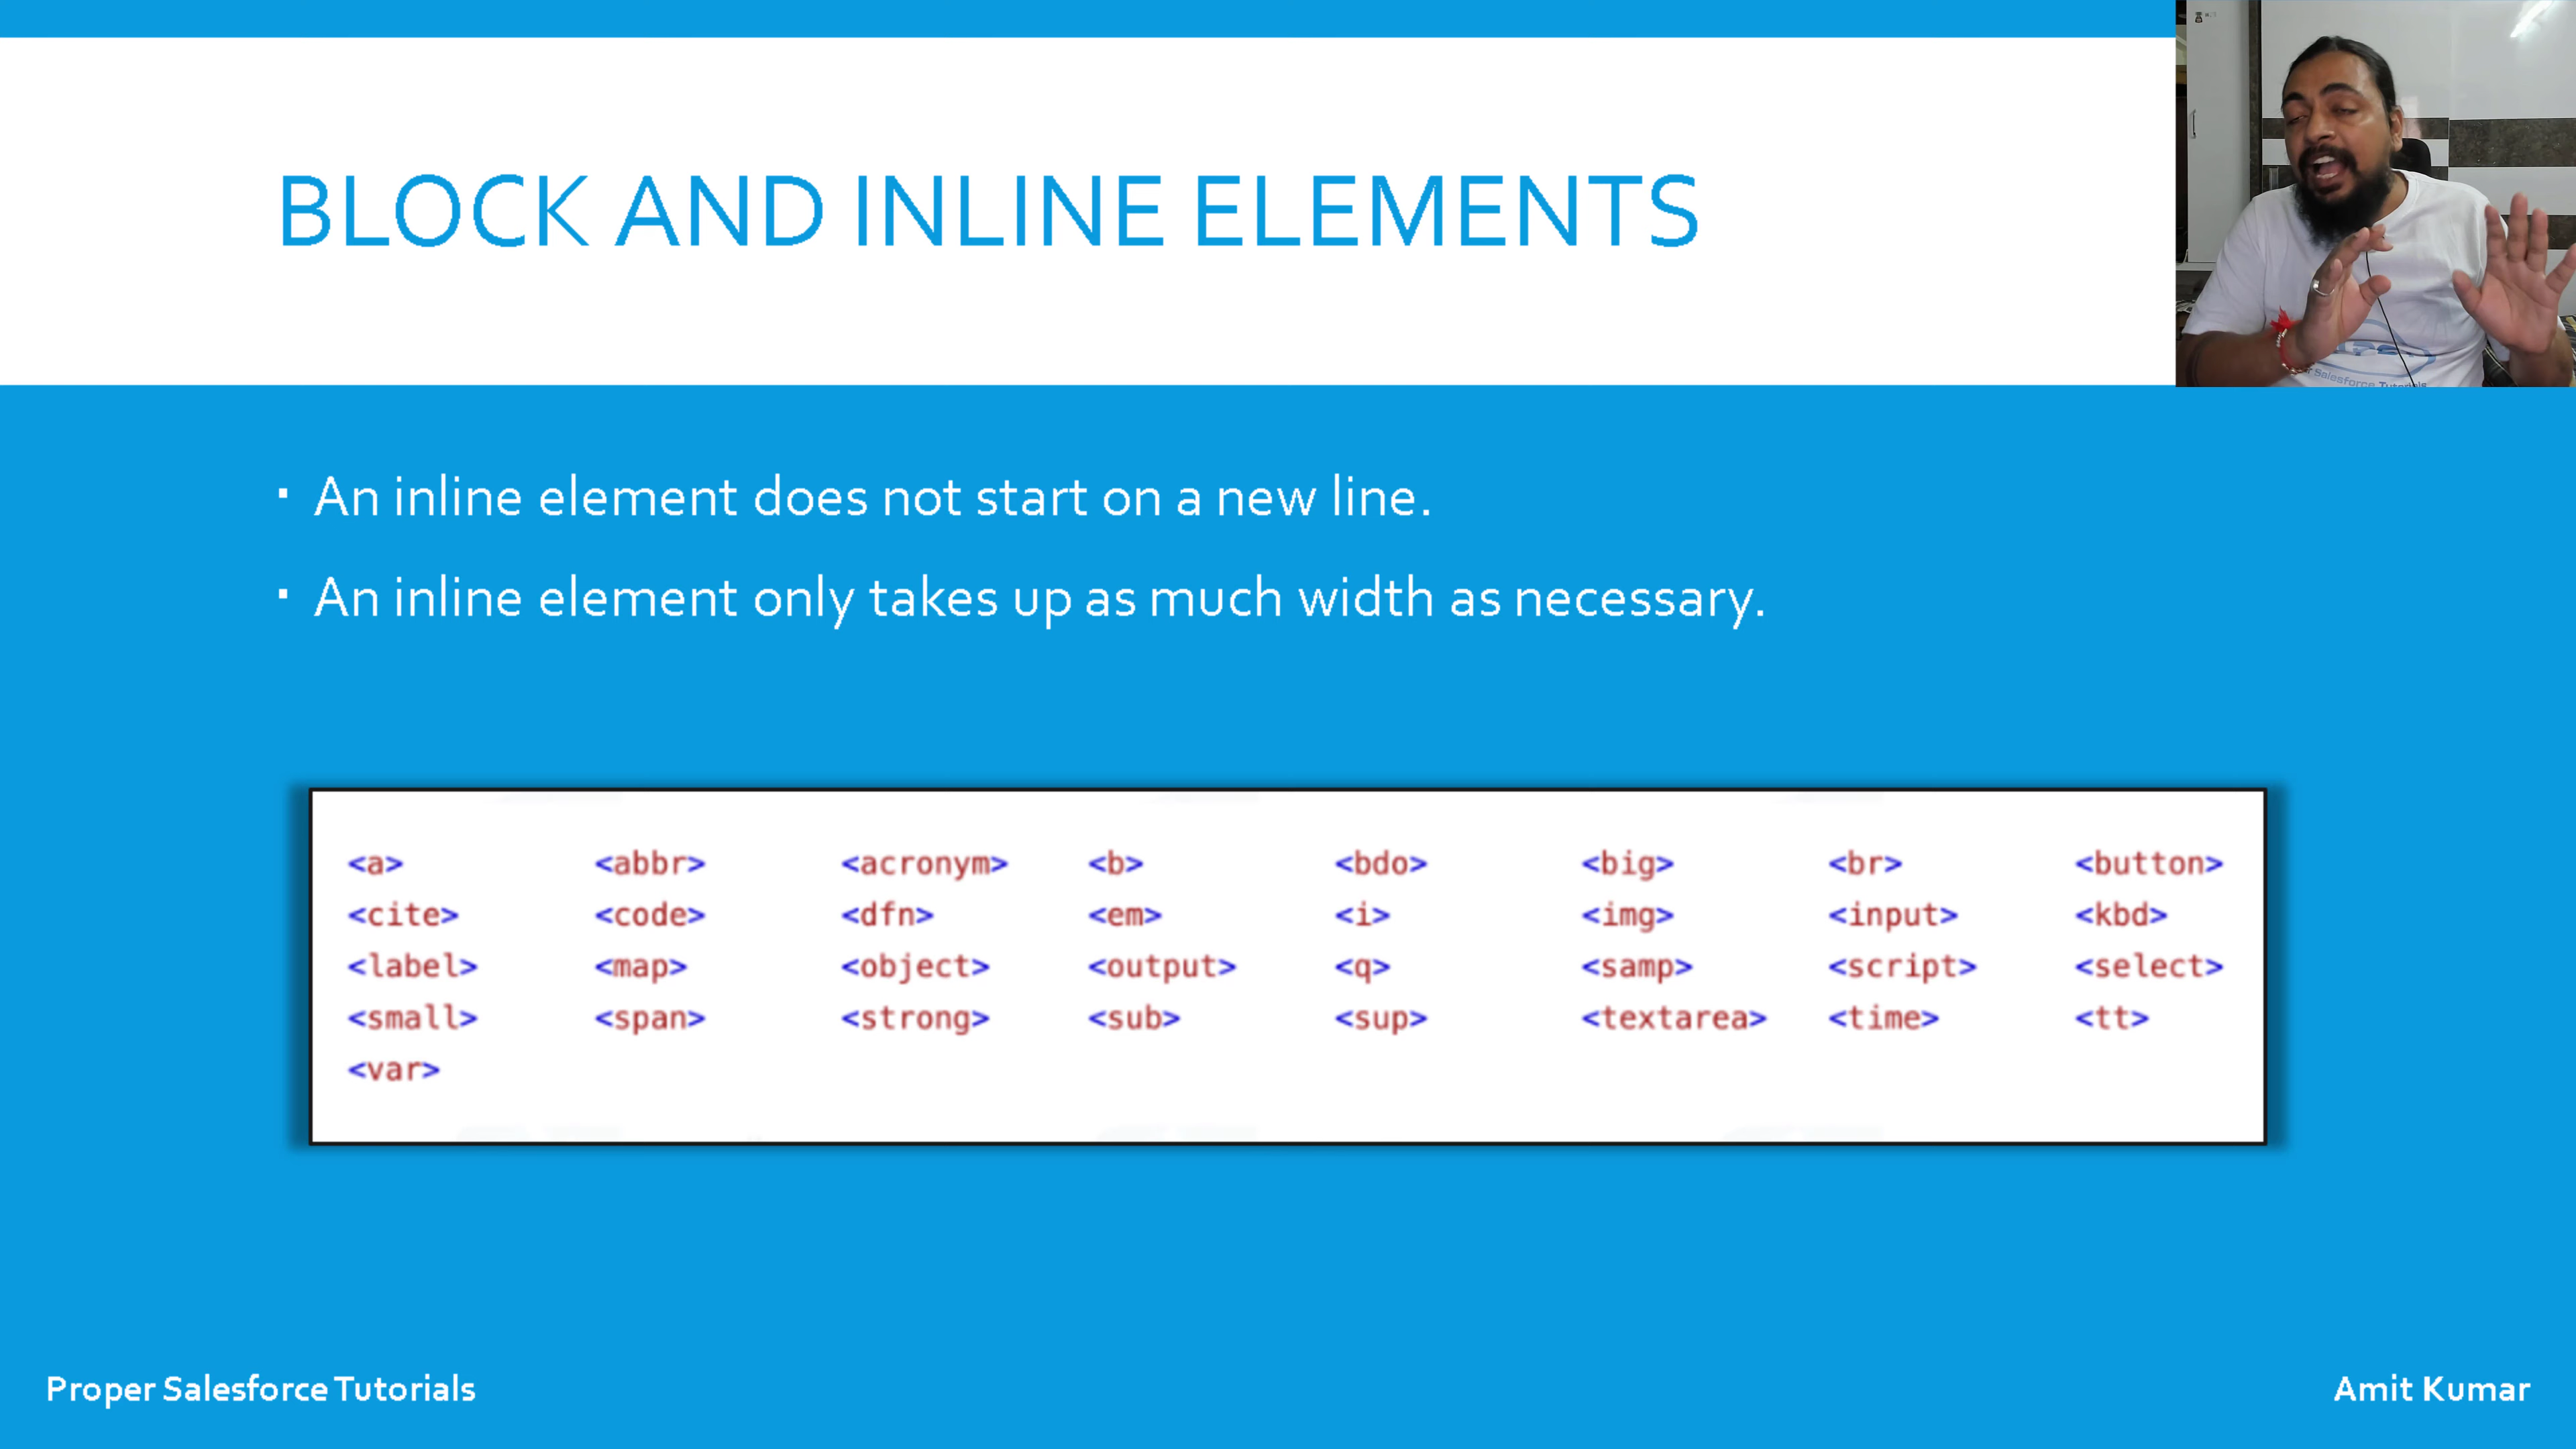 BLOCK AND INLINE ELEMENTS
Salesforce Tutorials
An inline element does not start on a new line.
An inline element only takes up as much width as necessary.
<a> <abbr> <acronym> <b> <bdo> <big> <br> <button>
<cite> <code> <dfn> <em> <i> <img> <input> <kbd>
<label> <map> <object> <output> <q> <samp> <script> <select>
<small> <span> <strong> <sub> <sup> <textarea> <time> <tt>
<var>
Proper Salesforce Tutorials
Amit Kumar